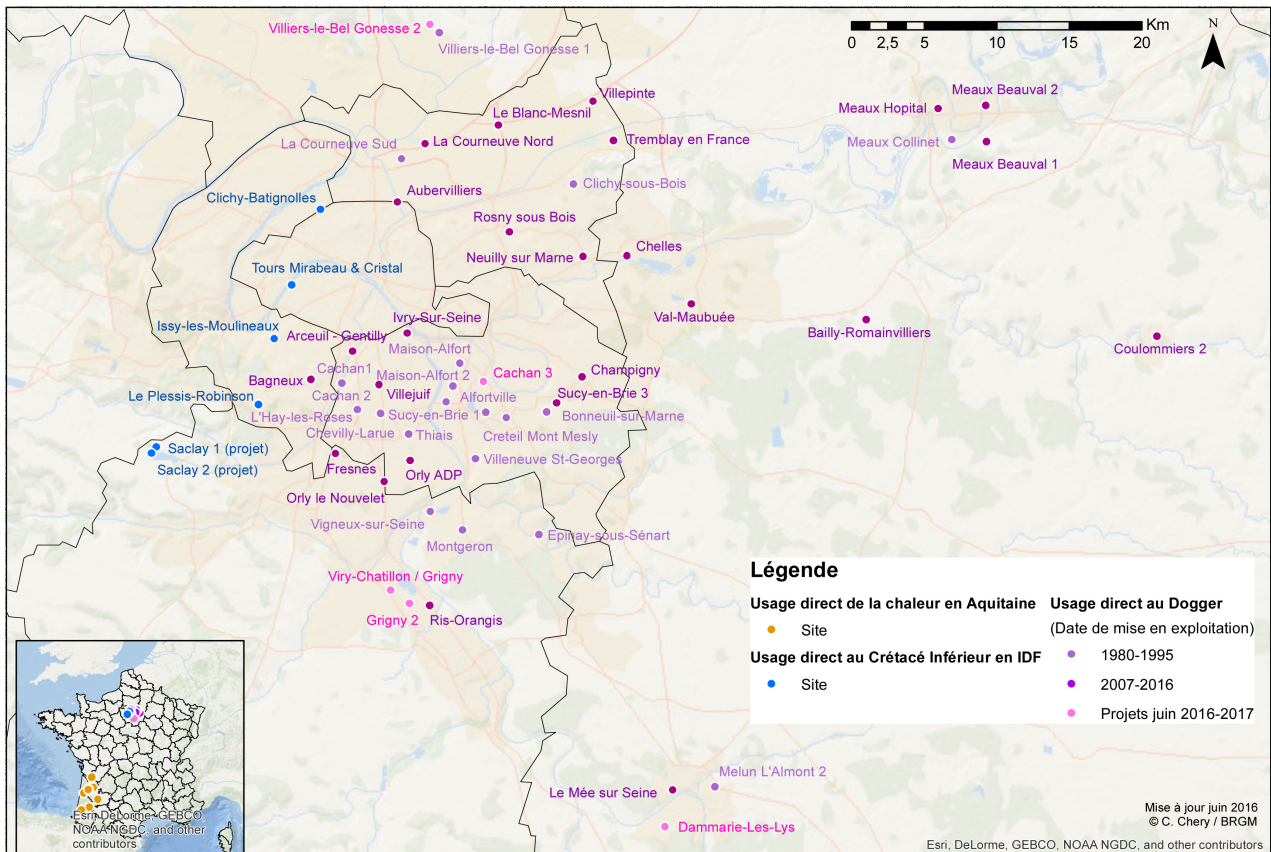 Villiers-le-Bel Gonesse 2
Villiers-le-Bel Gonesse 1
Km
0 2,5 5 10 15 20
N
Villepinte
Le Blanc-Mesnil
Meaux Beauval 2
Meaux Hopital
La Courneuve Sud
La Courneuve Nord
Tremblay en France
Meaux Collinet
Meaux Beauval 1
Clichy-sous-Bois
Clichy-Batignolles
Aubervilliers
Rosny sous Bois
Neuilly sur Marne
Chelles
Tours Mirabeau & Cristal
Val-Maubuée
Bailly-Romainvilliers
Coulommiers 2
Issy-les-Moulineaux
Ivry-Sur-Seine
Arceuil - Gentilly
Maison-Alfort
Cachan1
Maison-Alfort 2
Cachan 3
Champigny
Bagneux
Cachan 2
Villejuif
Alfortville
Sucy-en-Brie 3
Le Plessis-Robinson
L'Hay-les-Roses
Sucy-en-Brie 1
Bonneuil-sur-Marne
Chevilly-Larue
Thiais
Creteil Mont Mesly
Saclay 1 (projet)
Saclay 2 (projet)
Villeneuve St-Georges
Fresnes
Orly ADP
Orly le Nouvelet
Vigneux-sur-Seine
Montgeron
Epinay-sous-Sénart
Viry-Chatillon / Grigny
Grigny 2
Ris-Orangis
Légende
Usage direct de la chaleur en Aquitaine
Site
Usage direct au Crétacé Inférieur en IDF
Site
Usage direct au Dogger
(Date de mise en exploitation)
1980-1995
2007-2016
Projets juin 2016-2017
Melun L'Almont 2
Le Mée sur Seine
Dammarie-Les-Lys
Esri, DeLorme, GEBCO,
NOAA NGDC, and other
contributors
Mise à jour juin 2016
© C. Chery / BRGM
Esri, DeLorme, GEBCO, NOAA NGDC, and other contributors